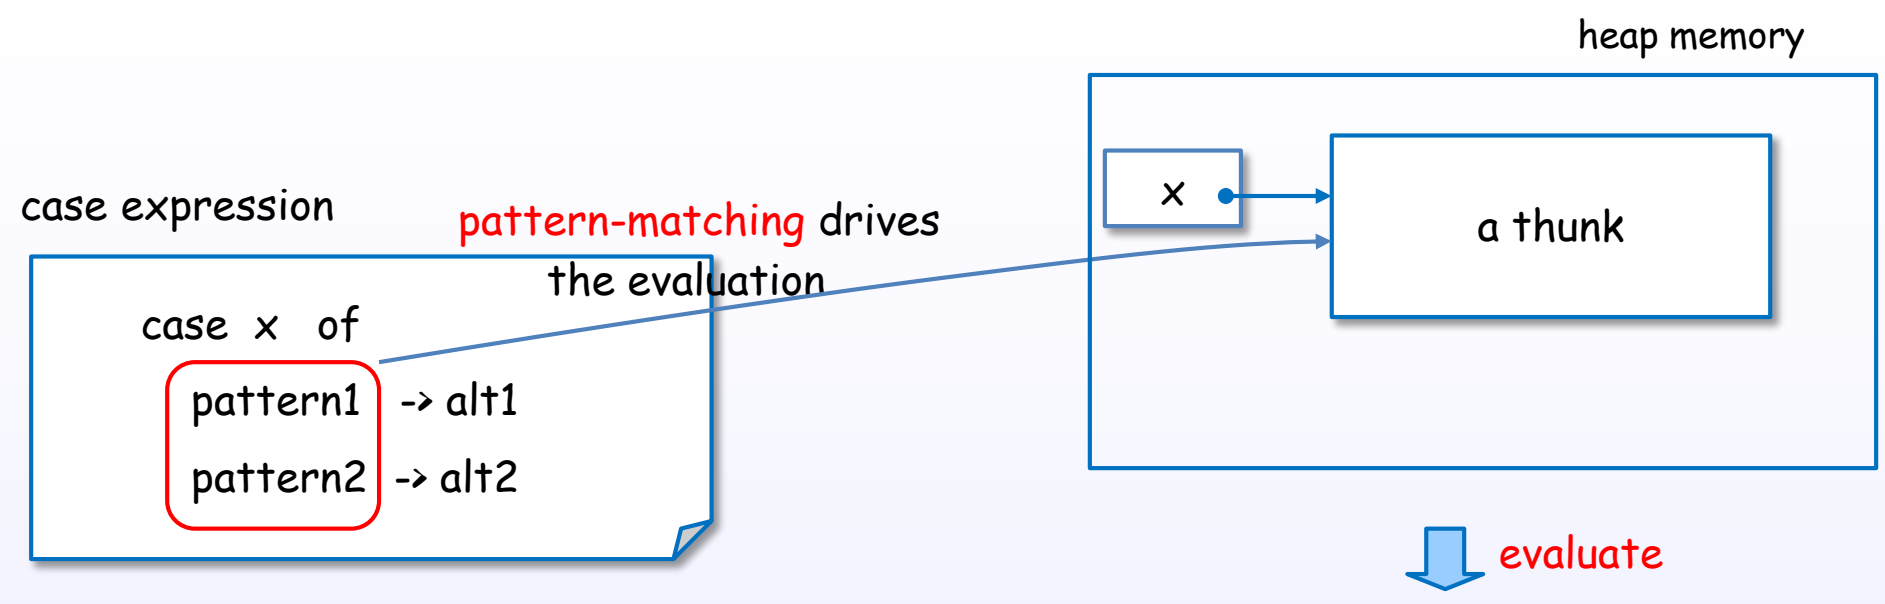 heap memory
case expression
pattern-matching drives
the evaluation
case x of
pattern1 -> alt1
pattern2 -> alt2
x
a thunk
evaluate